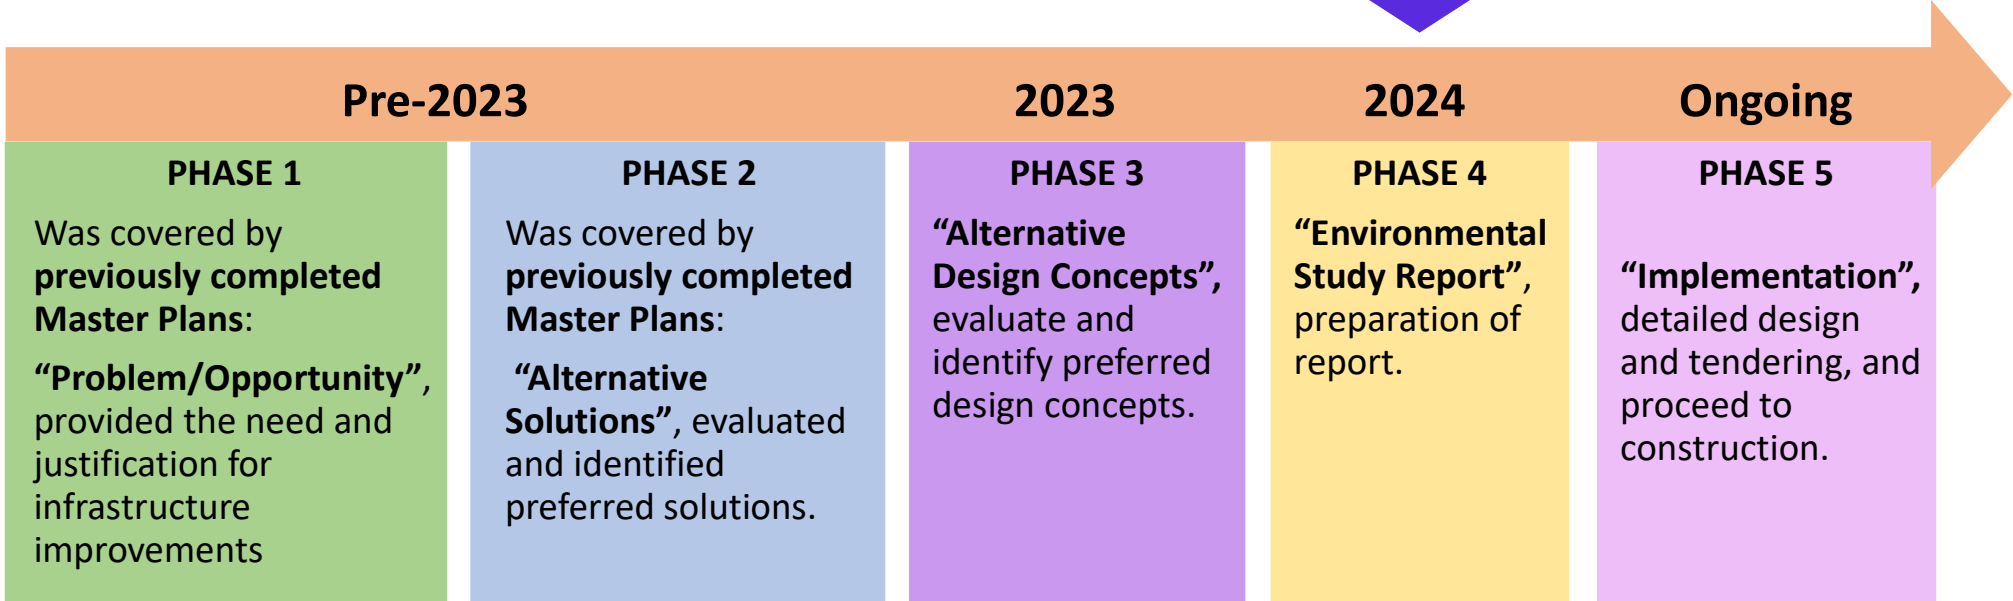 Pre-2023
2023
2024
Ongoing
PHASE 1
Was covered by
previously completed
Master Plans:
“Problem/Opportunity”,
provided the need and
justification for
infrastructure
improvements
PHASE 2
Was covered by
previously completed
Master Plans:
“Alternative
Solutions”, evaluated
and identified
preferred solutions.
PHASE 3
“Alternative
Design Concepts”,
evaluate and
identify preferred
design concepts.
PHASE 4
“Environmental
Study Report”,
preparation of
report.
PHASE 5
“Implementation”,
detailed design
and tendering, and
proceed to
construction.